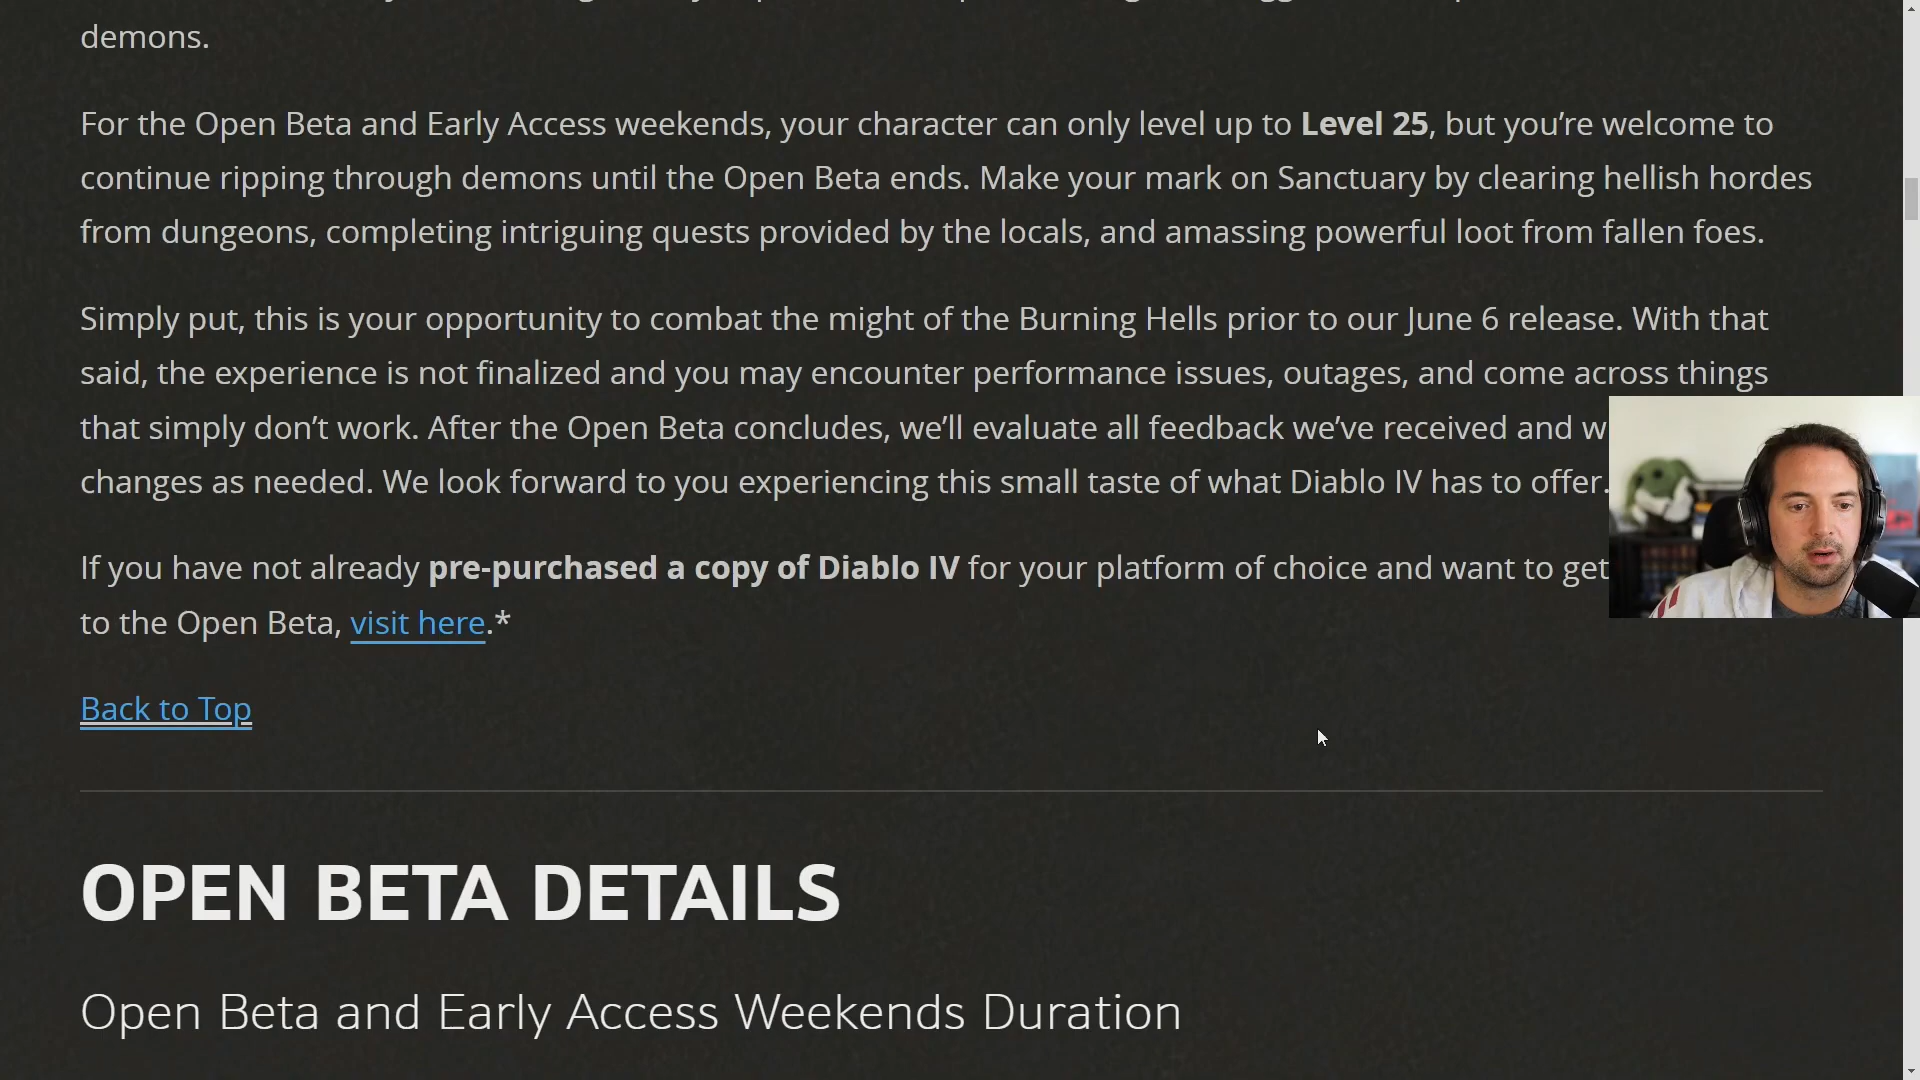 demons.
For the Open Beta and Early Access weekends, your character can only level up to Level 25, but you’re welcome to
continue ripping through demons until the Open Beta ends. Make your mark on Sanctuary by clearing hellish hordes
from dungeons, completing intriguing quests provided by the locals, and amassing powerful loot from fallen foes.
Simply put, this is your opportunity to combat the might of the Burning Hells prior to our June 6 release. With that
said, the experience is not finalized and you may encounter performance issues, outages, and come across things
that simply don’t work. After the Open Beta concludes, we’ll evaluate all feedback we’ve received and
changes as needed. We look forward to you experiencing this small taste of what Diablo IV has to offer.
If you have not already pre-purchased a copy of Diablo IV for your platform of choice and want to get
to the Open Beta, visit here.*
Back to Top
OPEN BETA DETAILS
Open Beta and Early Access Weekends Duration